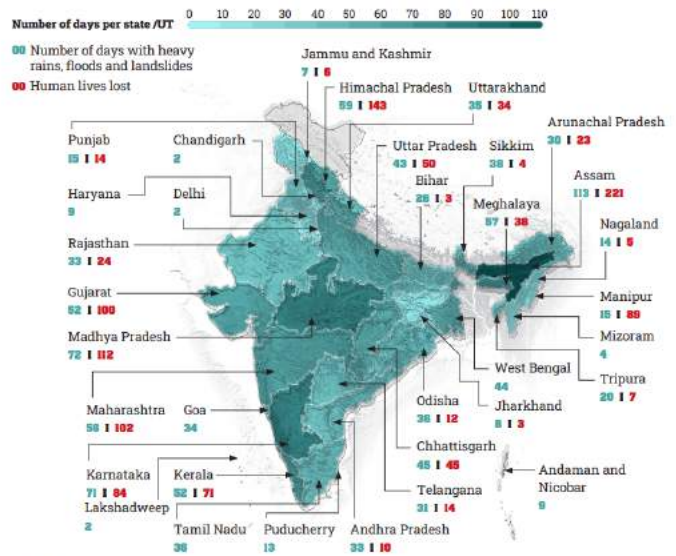 Number of days per state /UT
0 10 20 30 40 50 60 70 80 90 100 110
00 Number of days with heavy
rains, floods and landslides
00 Human lives lost
Jammu and Kashmir
7 I 6
Himachal Pradesh
59 I 143
Uttarakhand
35 I 34
Arunachal Pradesh
30 I 23
Punjab
15 I 14
Chandigarh
2
Uttar Pradesh
43 I 50
Sikkim
38 I 4
Bihar
28 I 3
Assam
113 I 221
Haryana
9
Delhi
2
Meghalaya
57 I 38
Nagaland
14 I 5
Rajasthan
33 I 24
Gujarat
52 I 100
Manipur
15 I 89
Madhya Pradesh
72 I 112
Mizoram
4
West Bengal
44
Tripura
20 I 7
Odisha
36 I 12
Jharkhand
8 I 3
Maharashtra
58 I 102
Goa
34
Chhattisgarh
45 I 45
Karnataka
71 I 84
Kerala
52 I 71
Andaman and
Nicobar
9
Telangana
31 I 14
Lakshadweep
2
Tamil Nadu
38
Puducherry
13
Andhra Pradesh
33 I 10